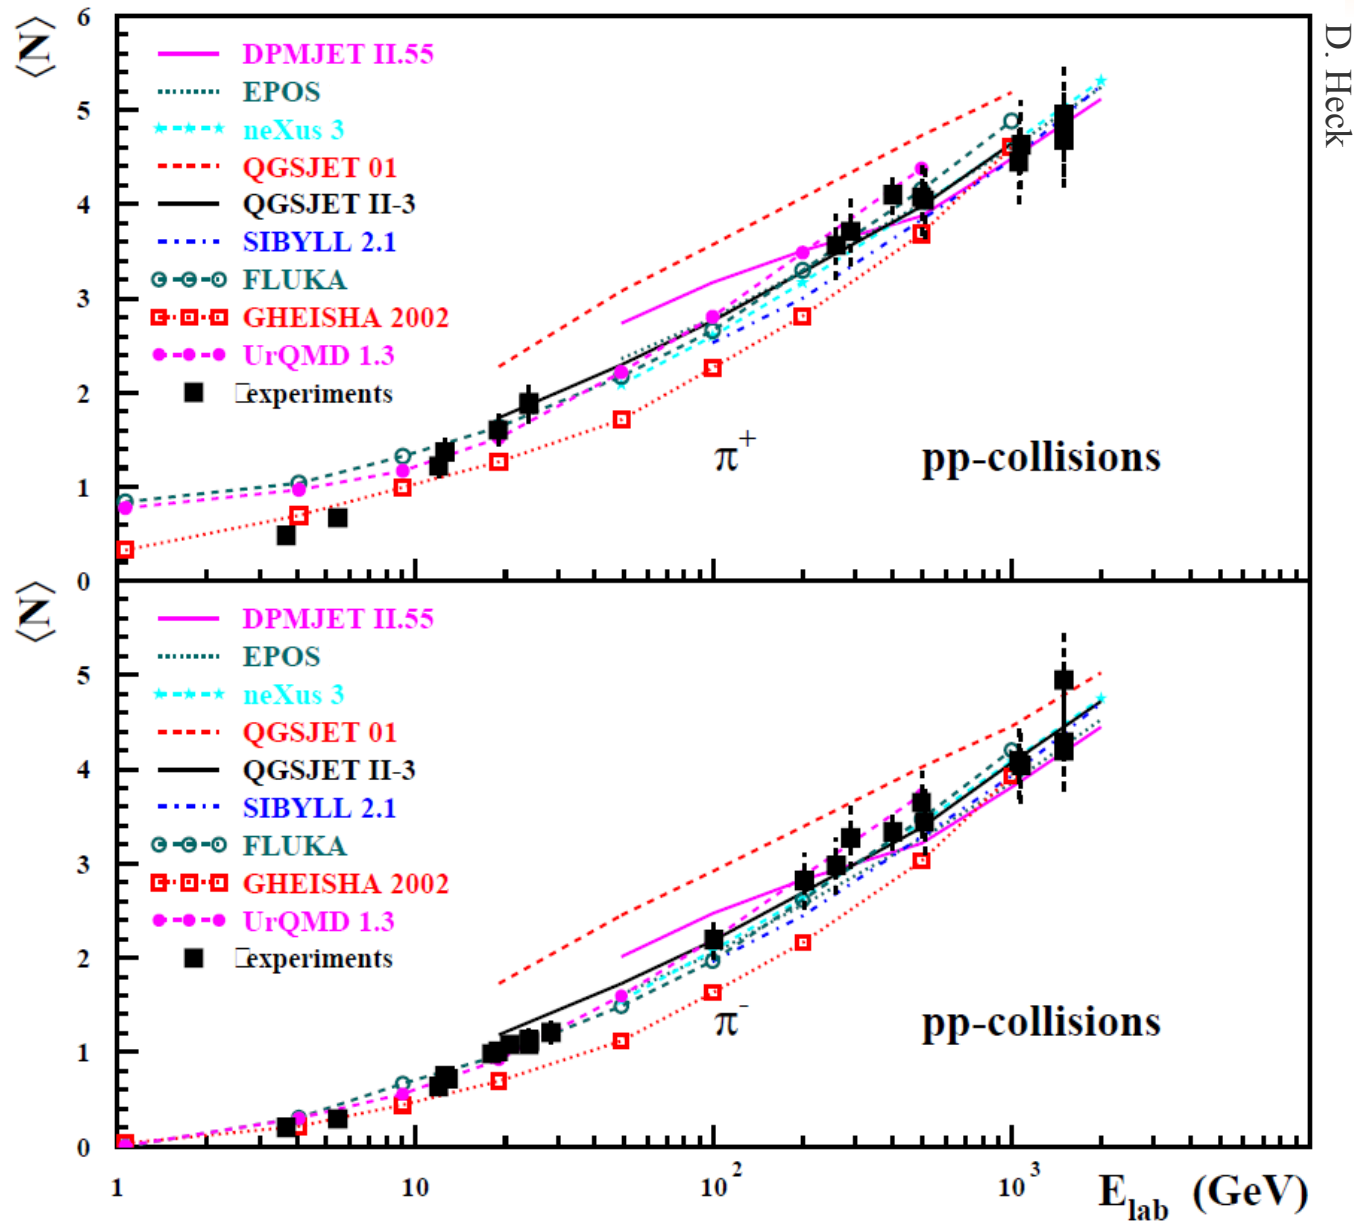 ⟨N⟩
6
5
4
3
2
1
0
DPMJET II.55
EPOS
neXus 3
QGSJET 01
QGSJET II-3
SIBYLL 2.1
FLUKA
GHEISHA 2002
UrQMD 1.3
experiments
π⁺
pp-collisions
D. Heck
⟨N⟩
5
4
3
2
1
0
DPMJET II.55
EPOS
neXus 3
QGSJET 01
QGSJET II-3
SIBYLL 2.1
FLUKA
GHEISHA 2002
UrQMD 1.3
experiments
π⁻
pp-collisions
1
10
10²
10³
E_lab (GeV)